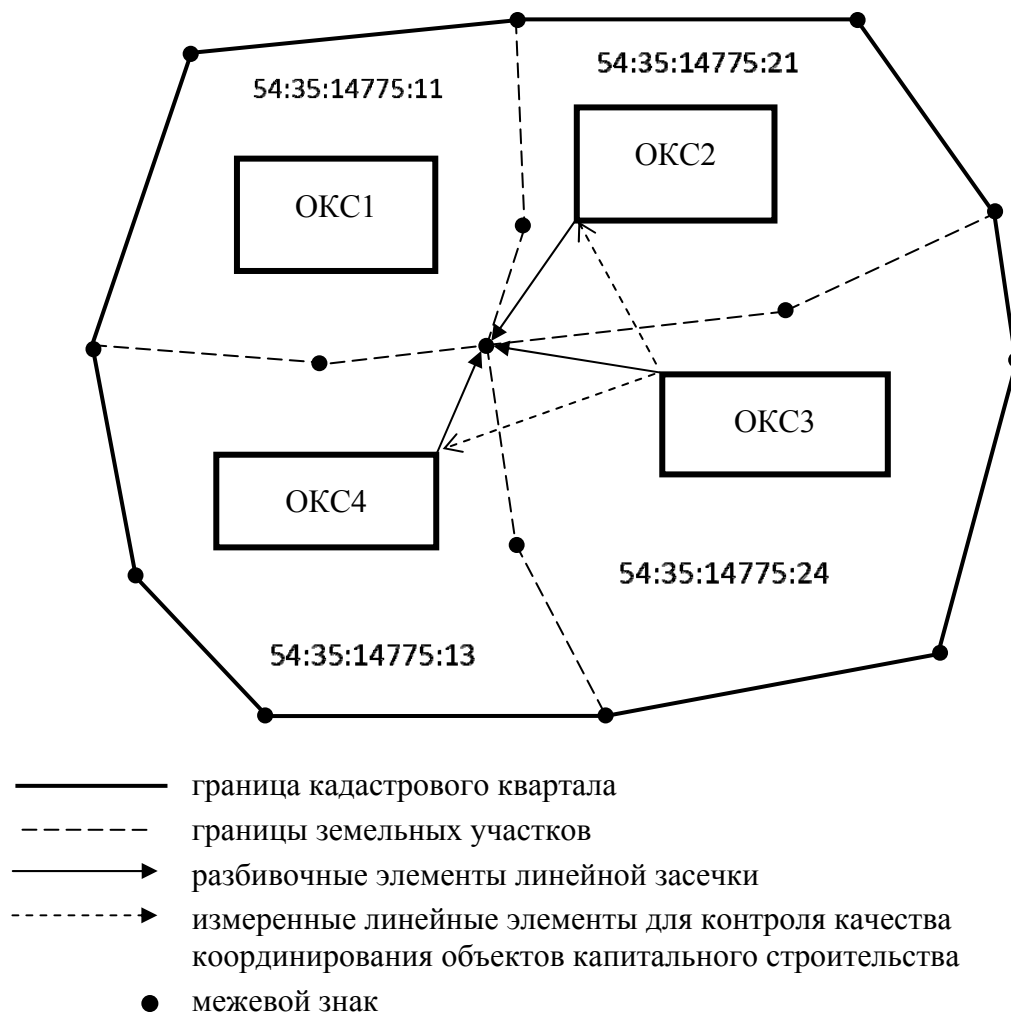 54:35:14775:21
54:35:14775:11
ОКС2
ОКС1
ОКС3
ОКС4
54:35:14775:24
54:35:14775:13
граница кадастрового квартала
границы земельных участков
разбивочные элементы линейной засечки
измеренные линейные элементы для контроля качества
координирования объектов капитального строительства
межевой знак